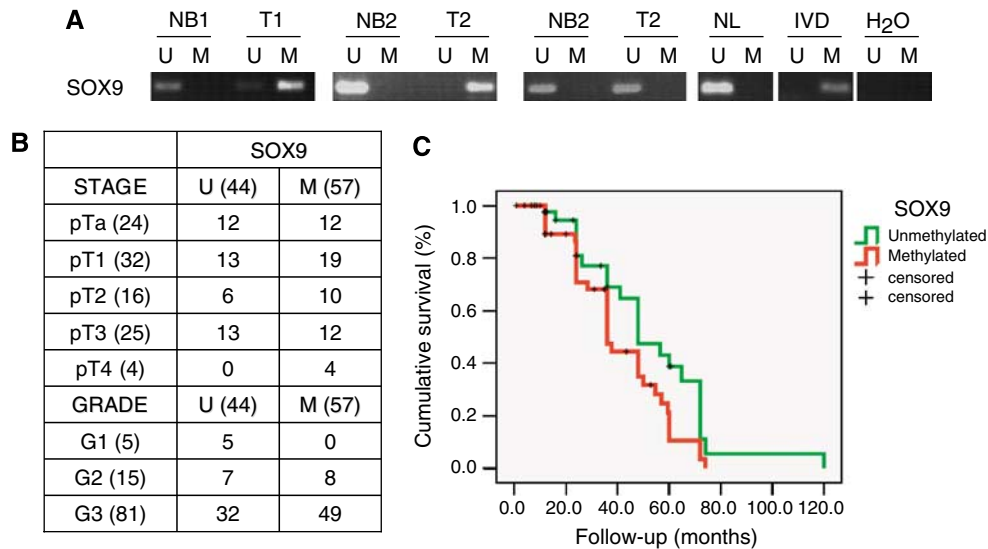 A
NB1 T1 NB2 T2 NB2 T2 NL IVD H₂O
U M U M U M U M U M U M U M U M U M
SOX9
B
SOX9
STAGE U (44) M (57)
pTa (24) 12 12
pT1 (32) 13 19
pT2 (16) 6 10
pT3 (25) 13 12
pT4 (4) 0 4
GRADE U (44) M (57)
G1 (5) 5 0
G2 (15) 7 8
G3 (81) 32 49
C
Cumulative survival (%)
1.0
0.8
0.6
0.4
0.2
0.0
0.0 20.0 40.0 60.0 80.0 100.0 120.0
Follow-up (months)
SOX9
Unmethylated
Methylated
censored
censored